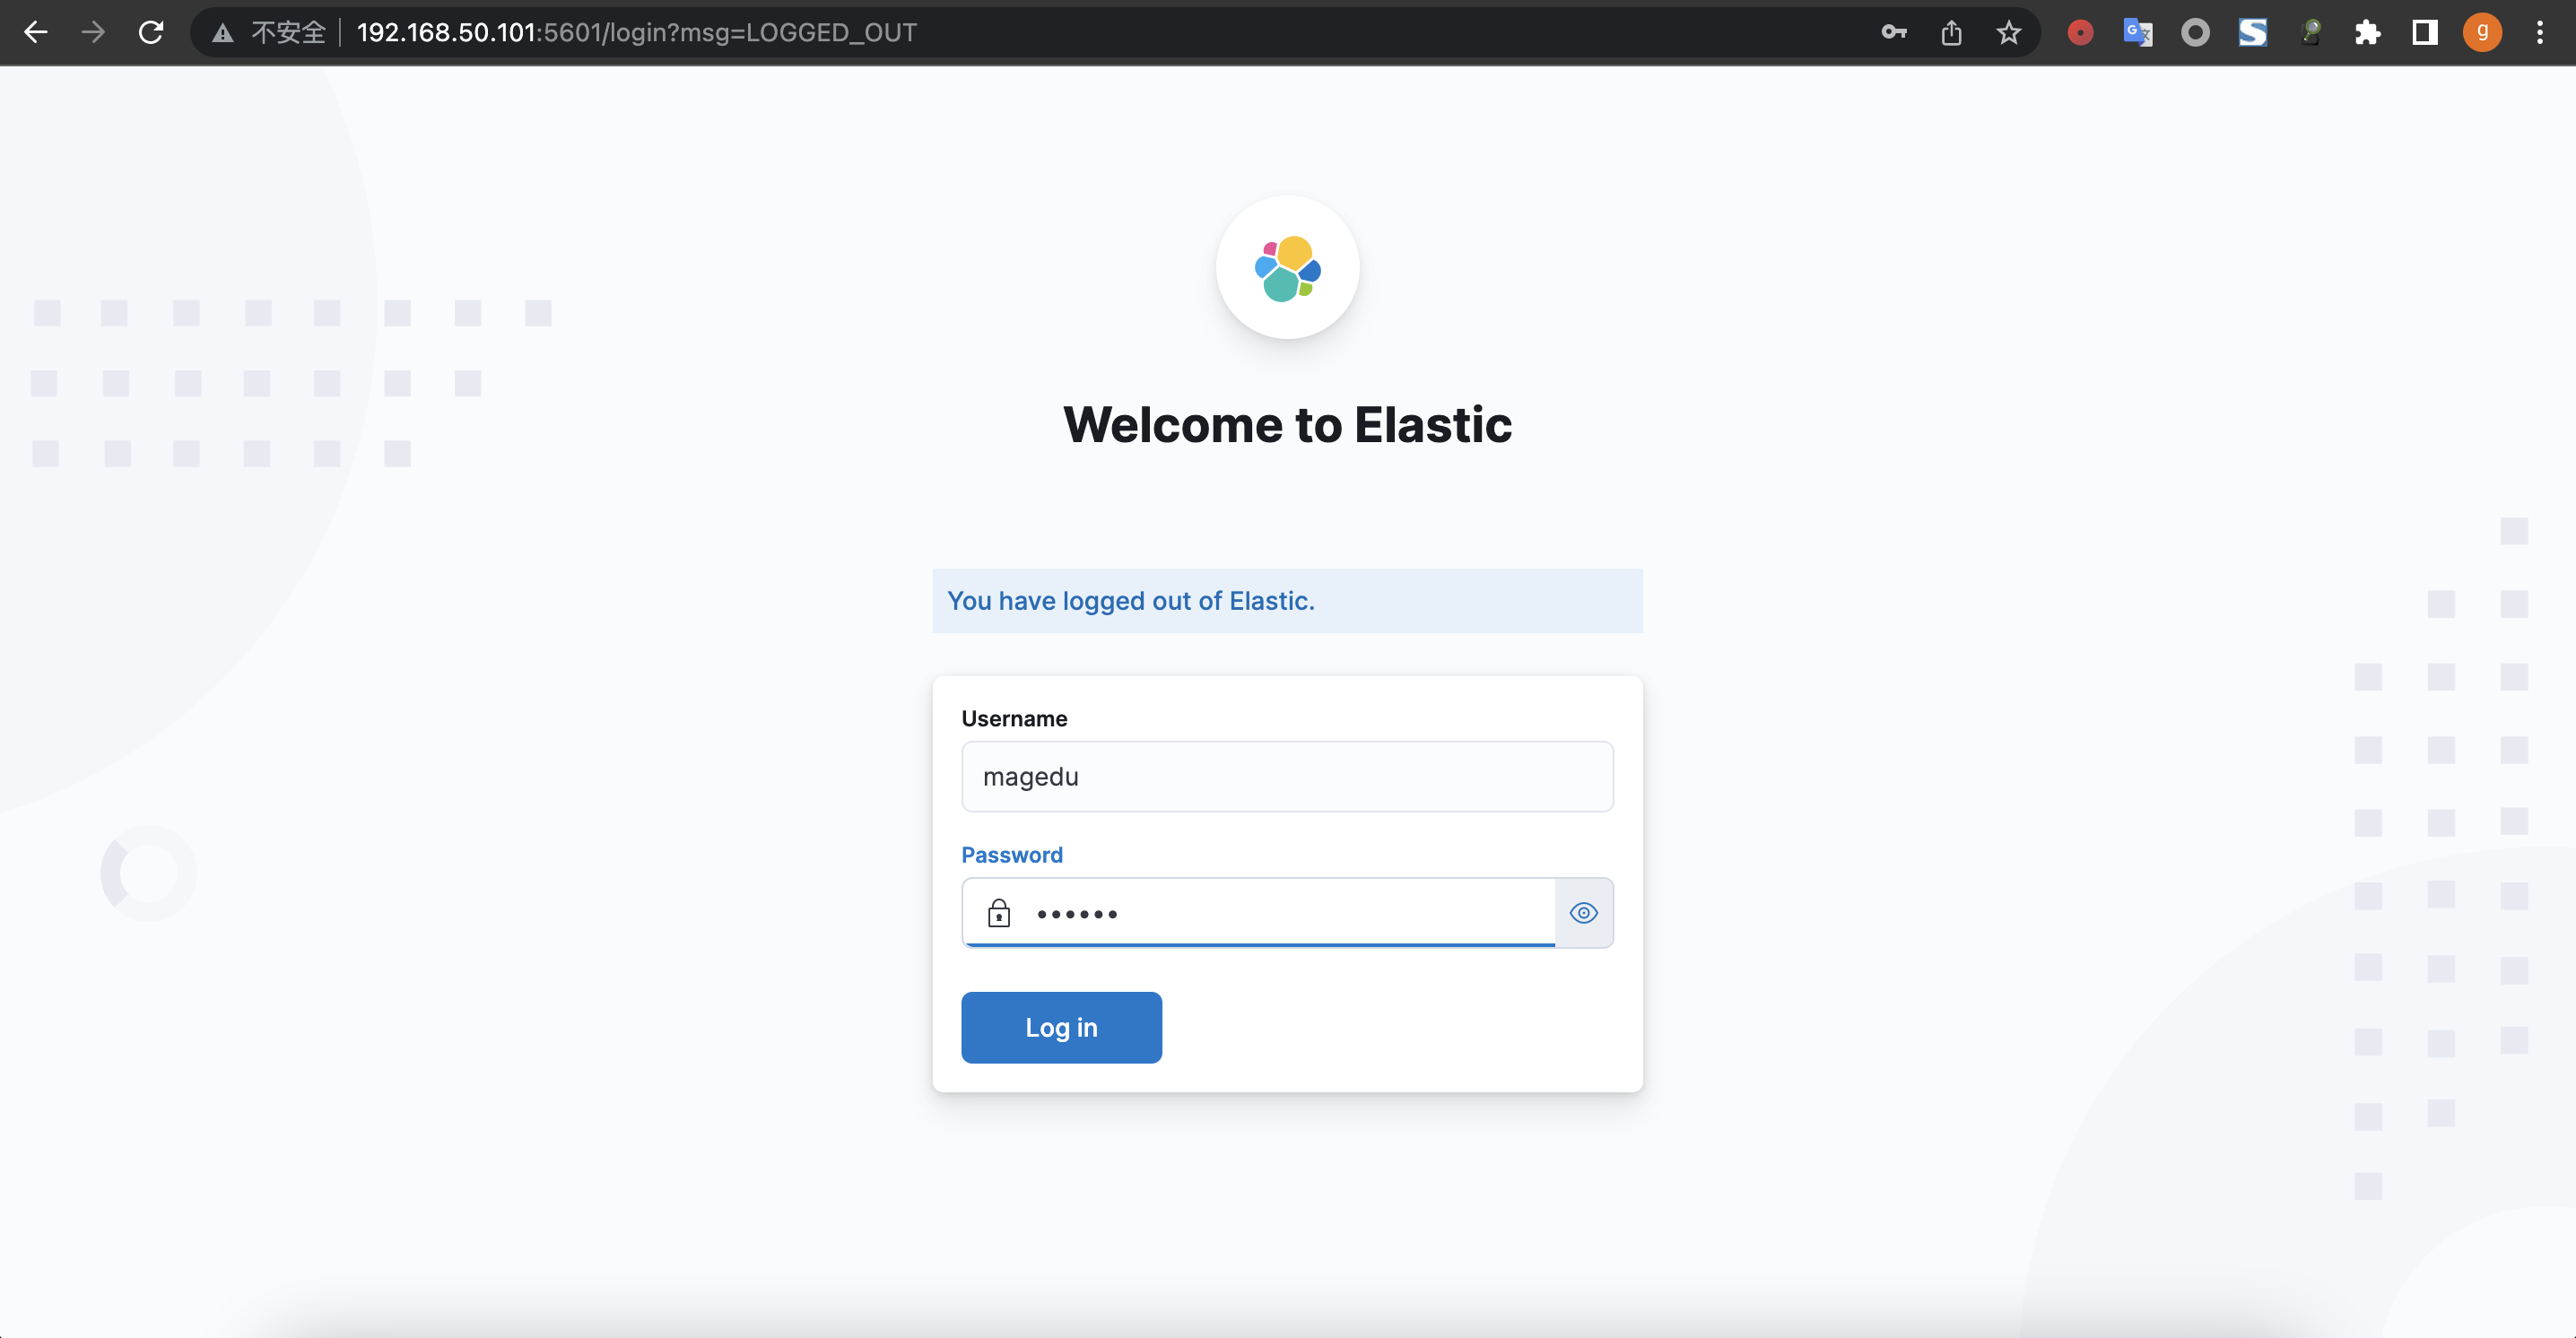 不安全 192.168.50.101:5601/login?msg=LOGGED_OUT
g
Welcome to Elastic
You have logged out of Elastic.
Username
magedu
Password
••••••
Log in